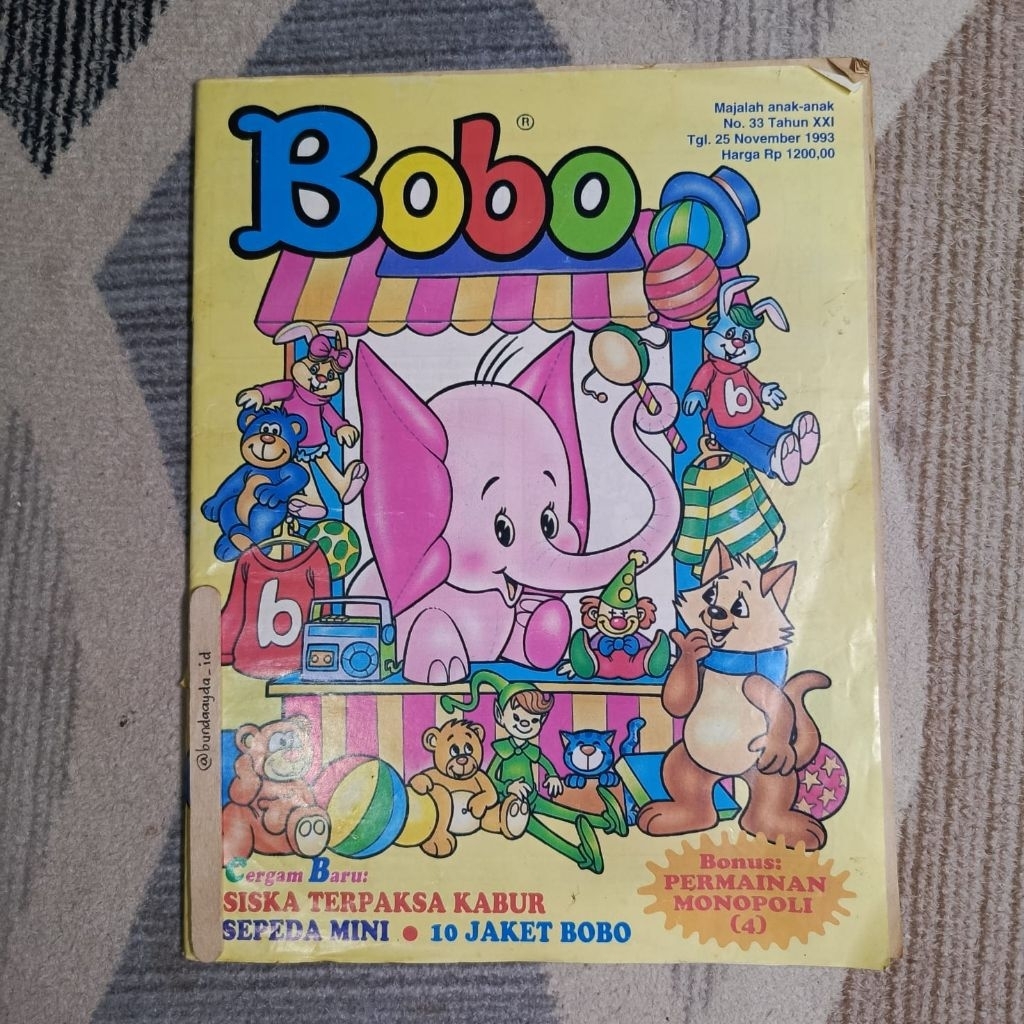 Bobo ®
Majalah anak-anak
No. 33 Tahun XXI
Tgl. 25 November 1993
Harga Rp 1200,00
b
b
@bundaayda_id
Cergam Baru:
SISKA TERPAKSA KABUR
SEPEDA MINI • 10 JAKET BOBO
Bonus:
PERMAINAN
MONOPOLI
(4)